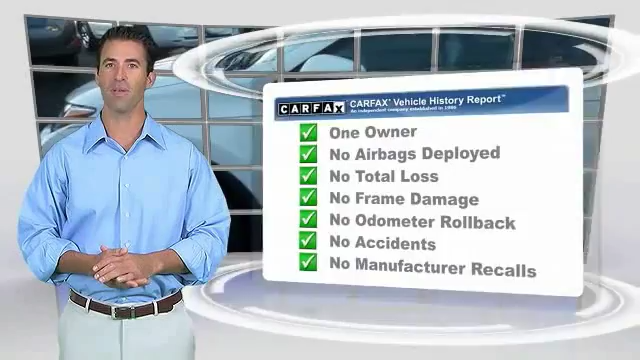 CARFAX
CARFAX Vehicle History Report™
An independent company established in 1986
One Owner
No Airbags Deployed
No Total Loss
No Frame Damage
No Odometer Rollback
No Accidents
No Manufacturer Recalls